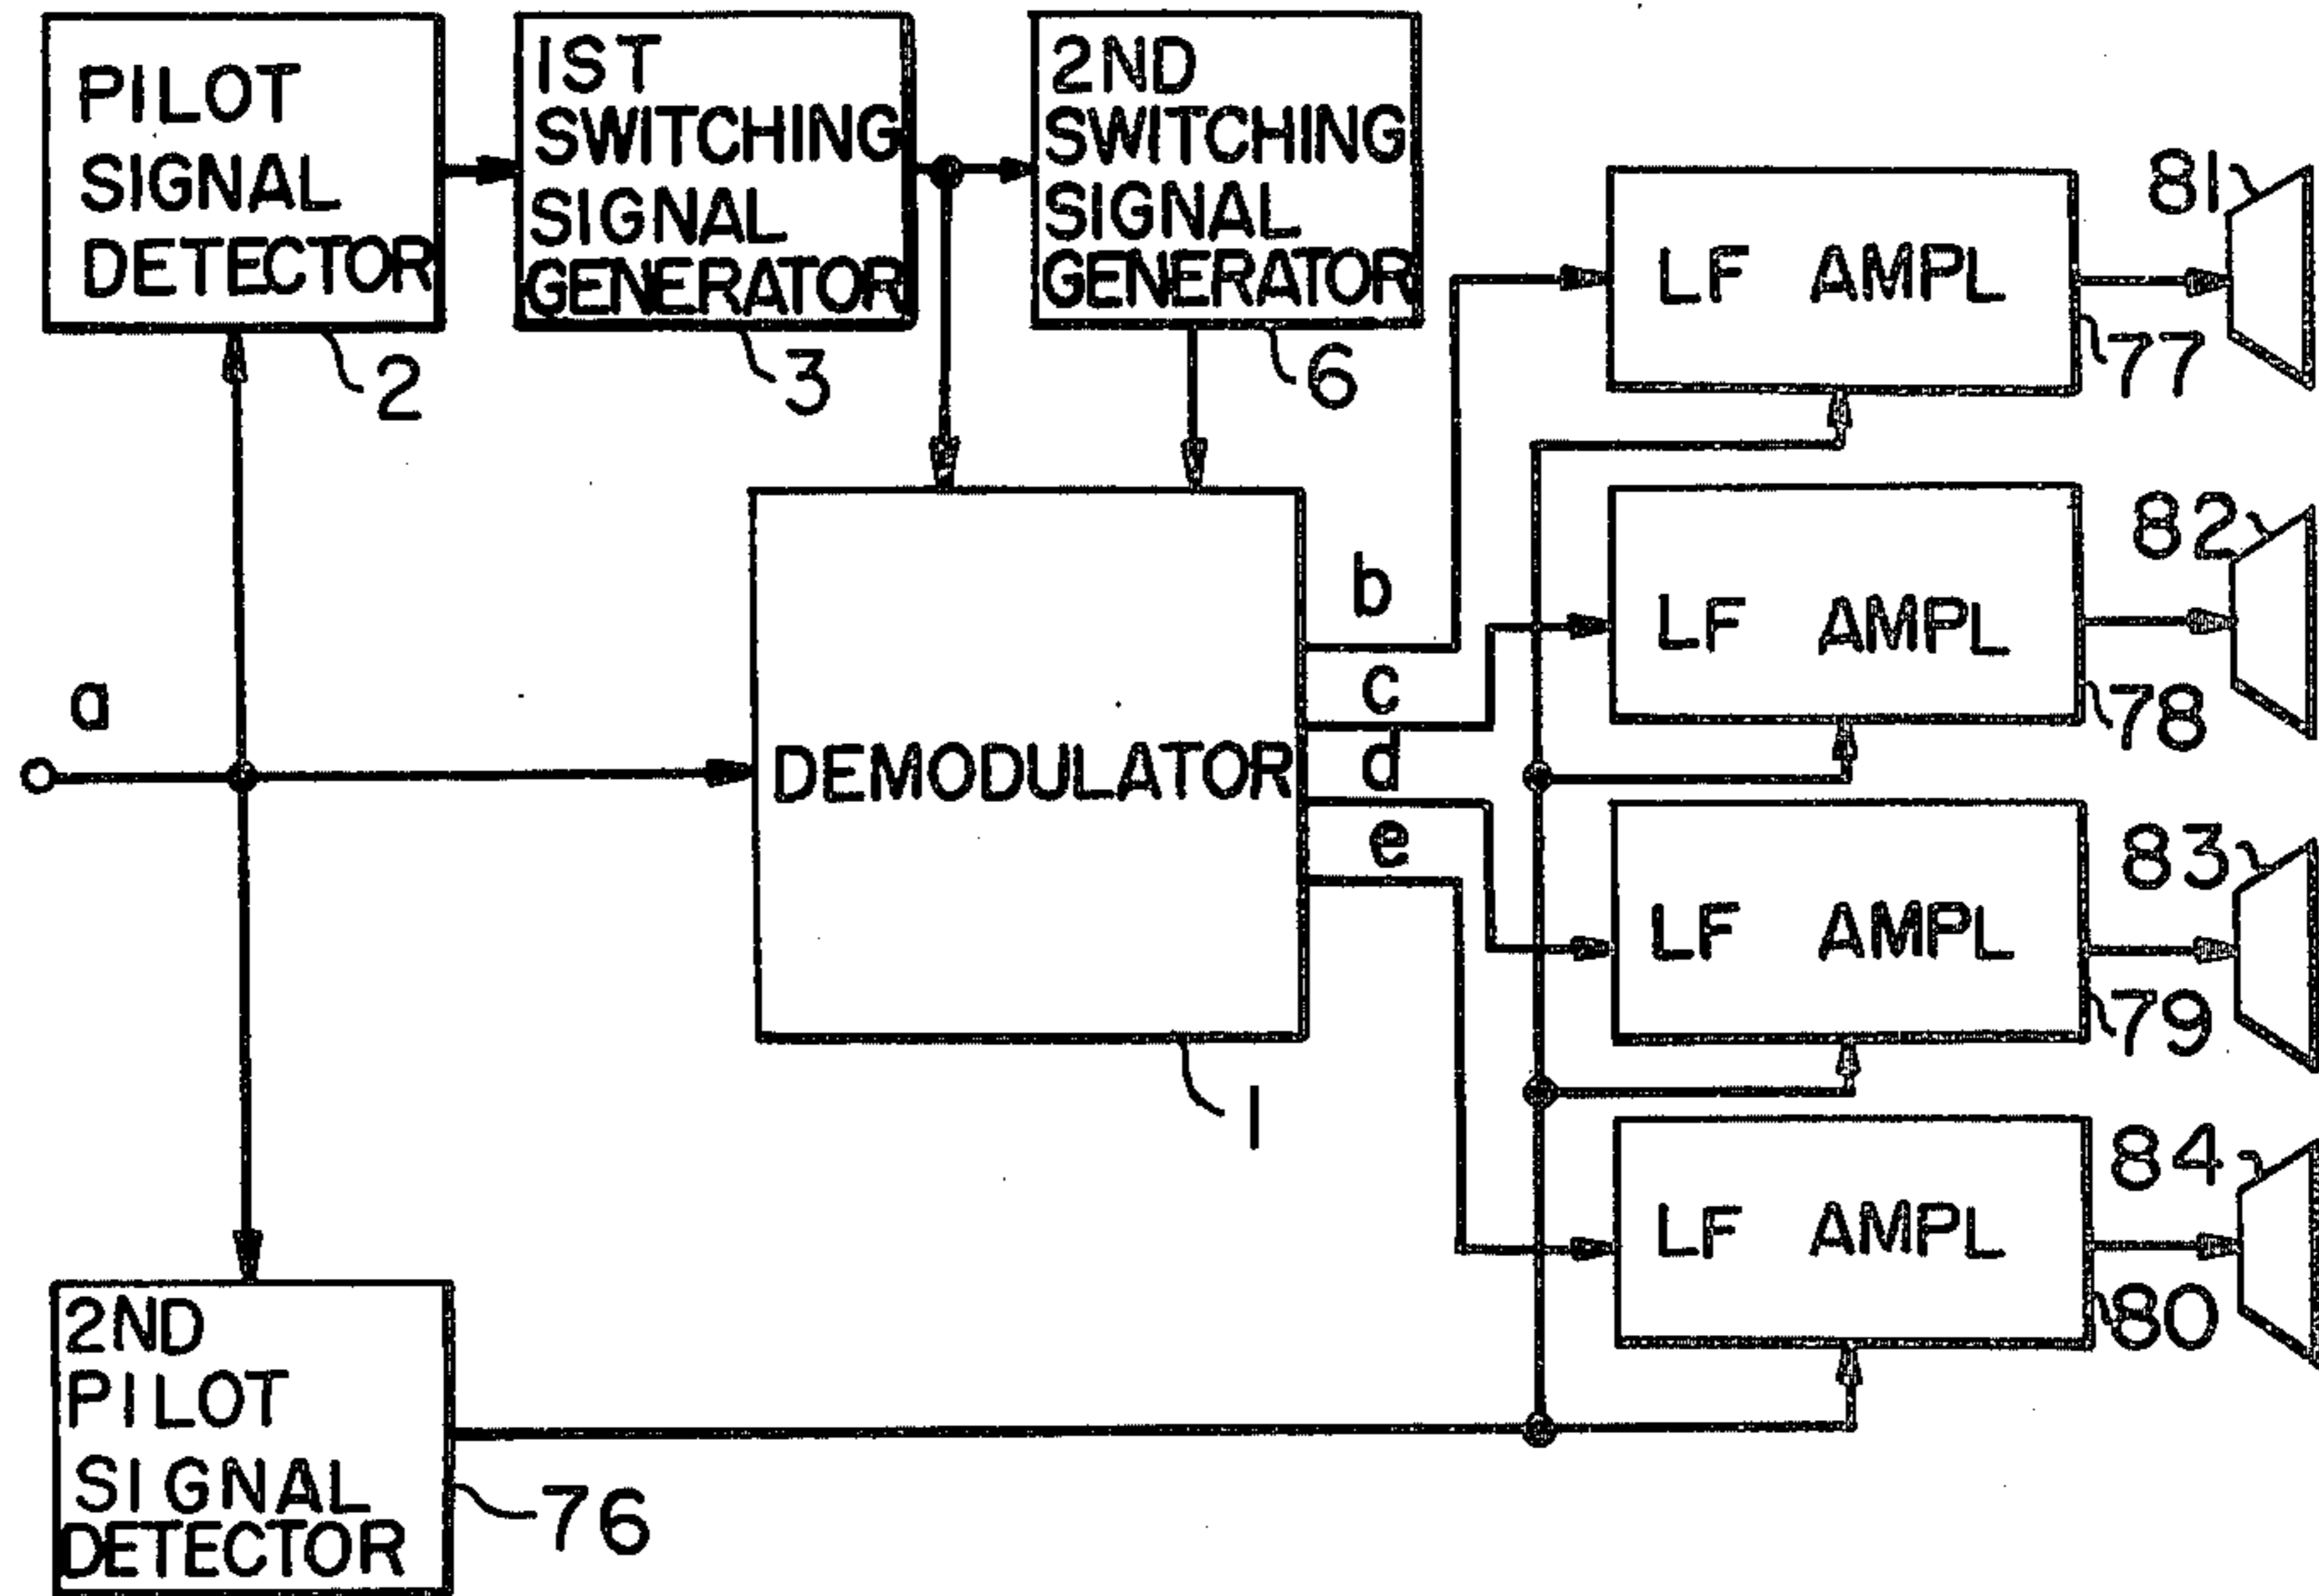 PILOT
SIGNAL
DETECTOR
2
1ST
SWITCHING
SIGNAL
GENERATOR
3
2ND
SWITCHING
SIGNAL
GENERATOR
6
LF AMPL
77
81
LF AMPL
78
82
LF AMPL
79
83
LF AMPL
80
84
a
DEMODULATOR
1
b
c
d
e
2ND
PILOT
SIGNAL
DETECTOR
76